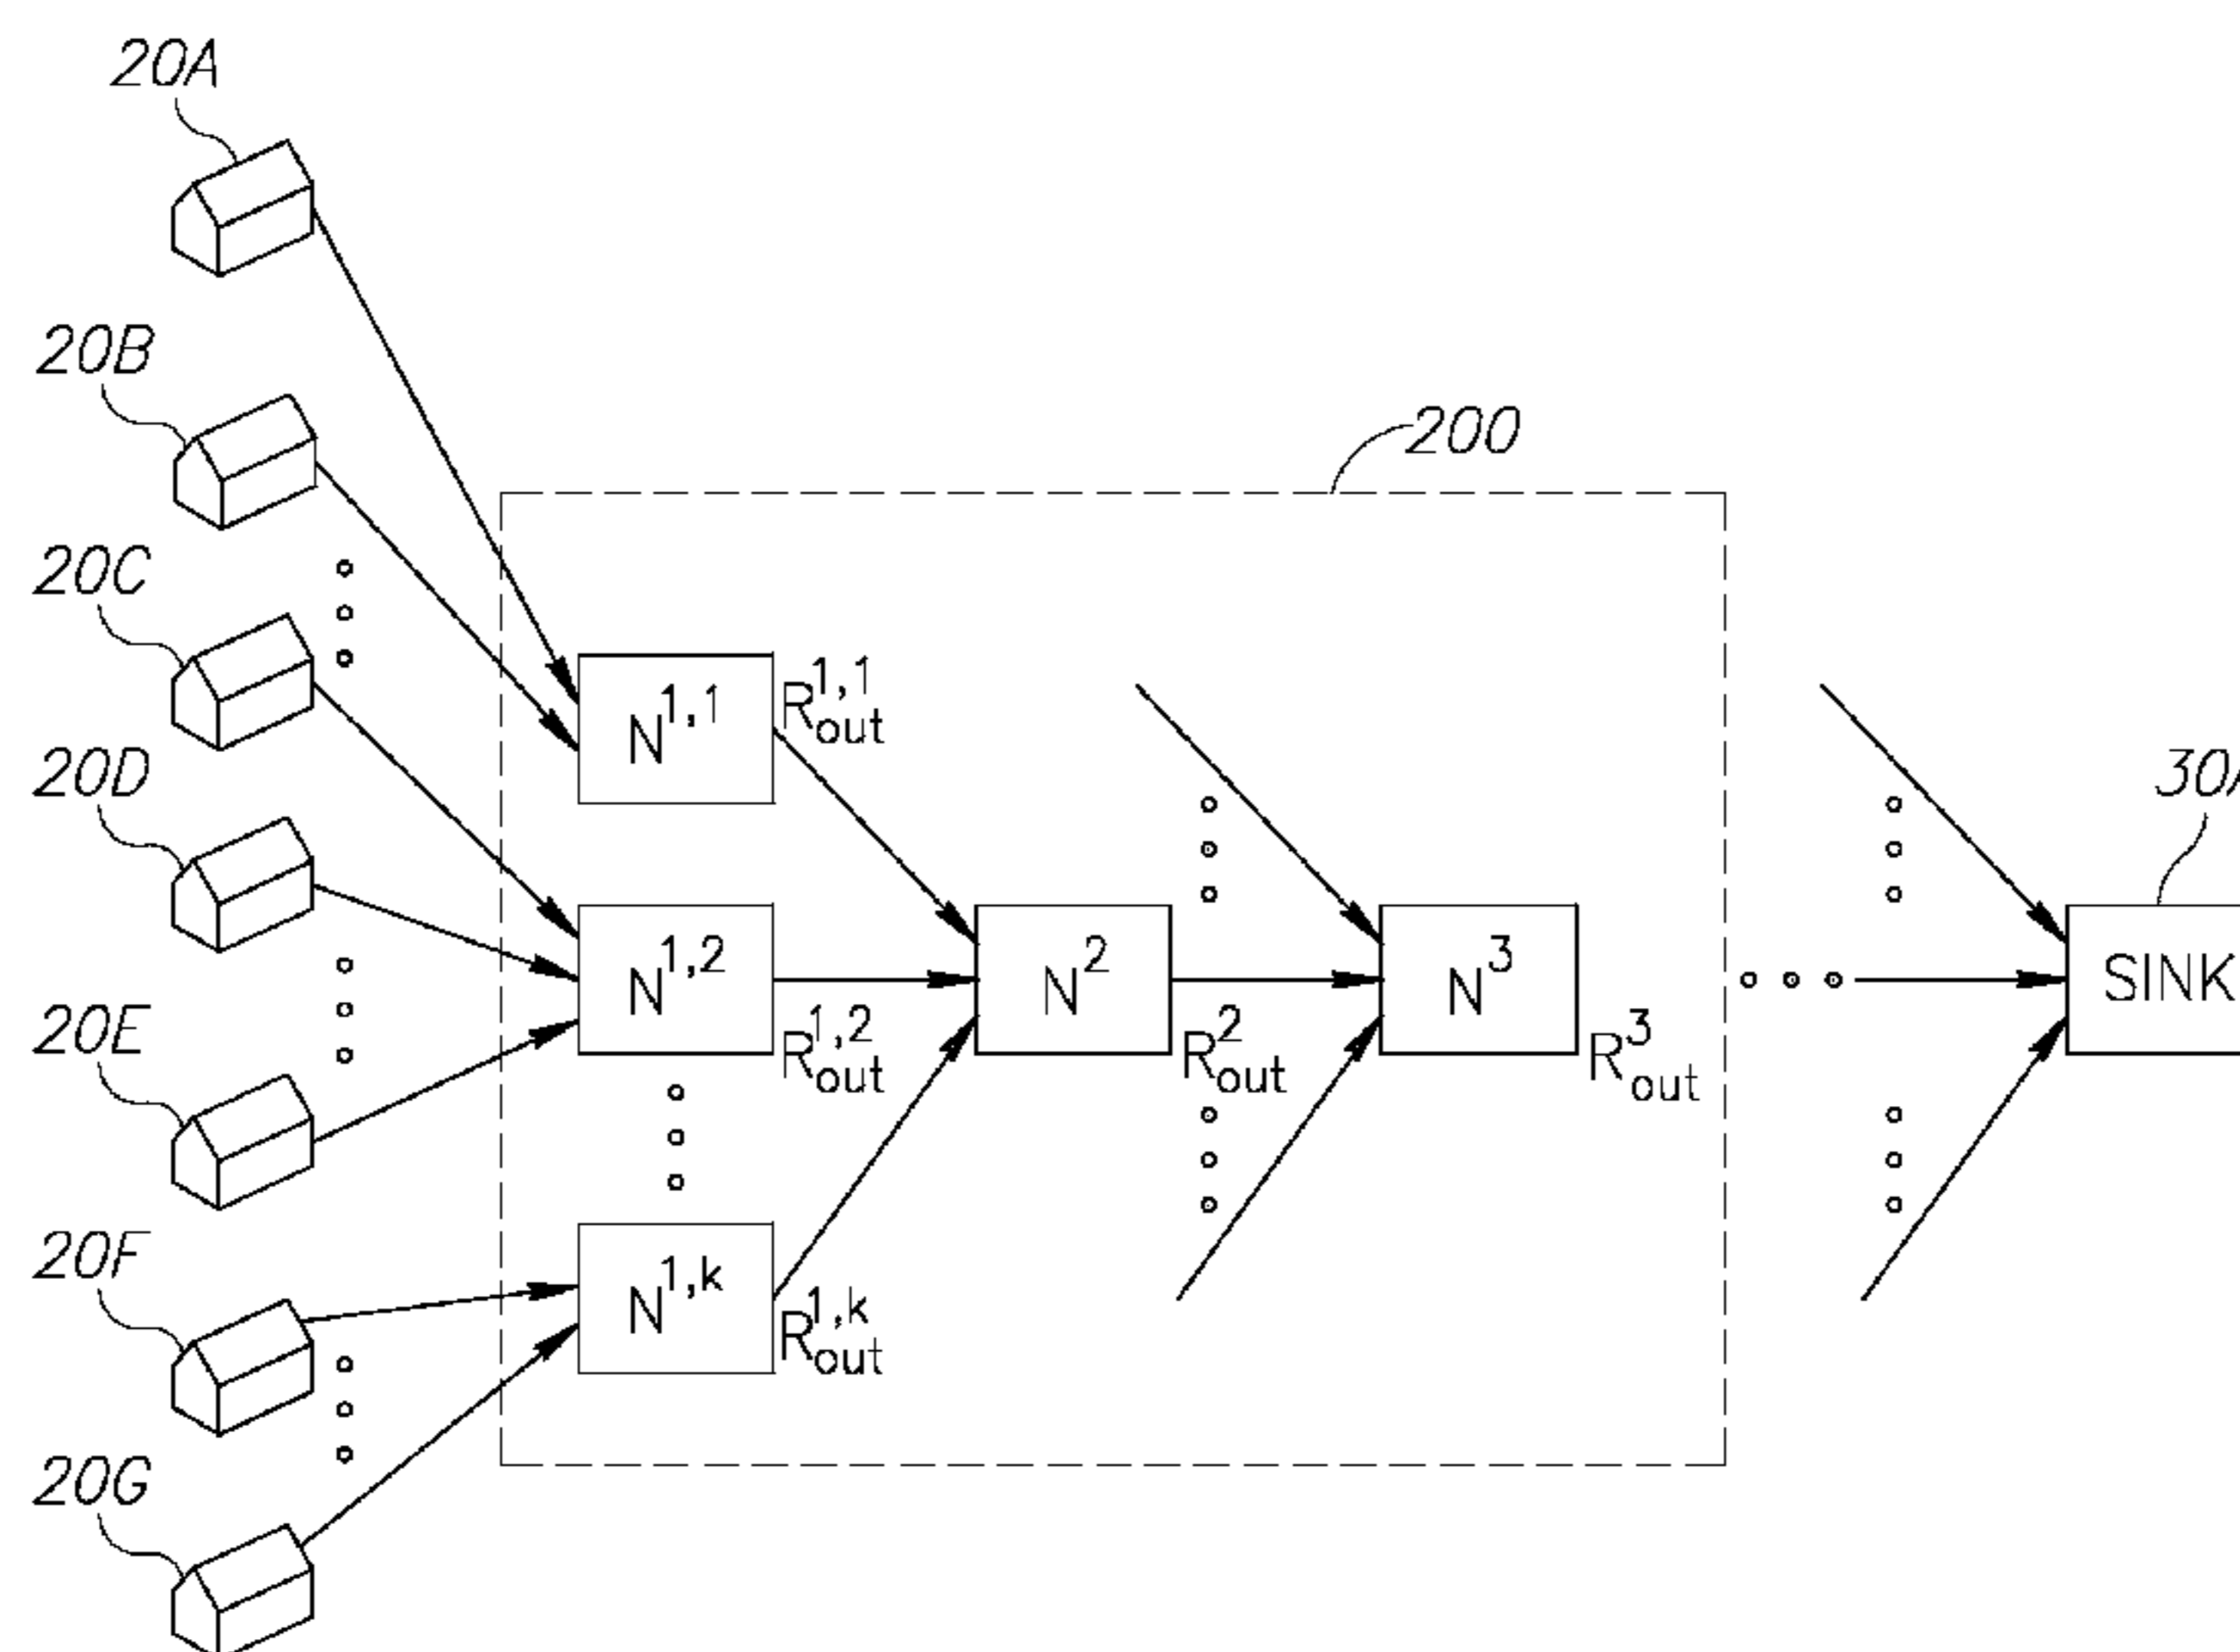 20A
20B
200
20C
N1,1
R1,1out
20D
30
N1,2
R1,2out
N2
R2out
N3
R3out
SINK
20E
20F
N1,k
R1,kout
20G